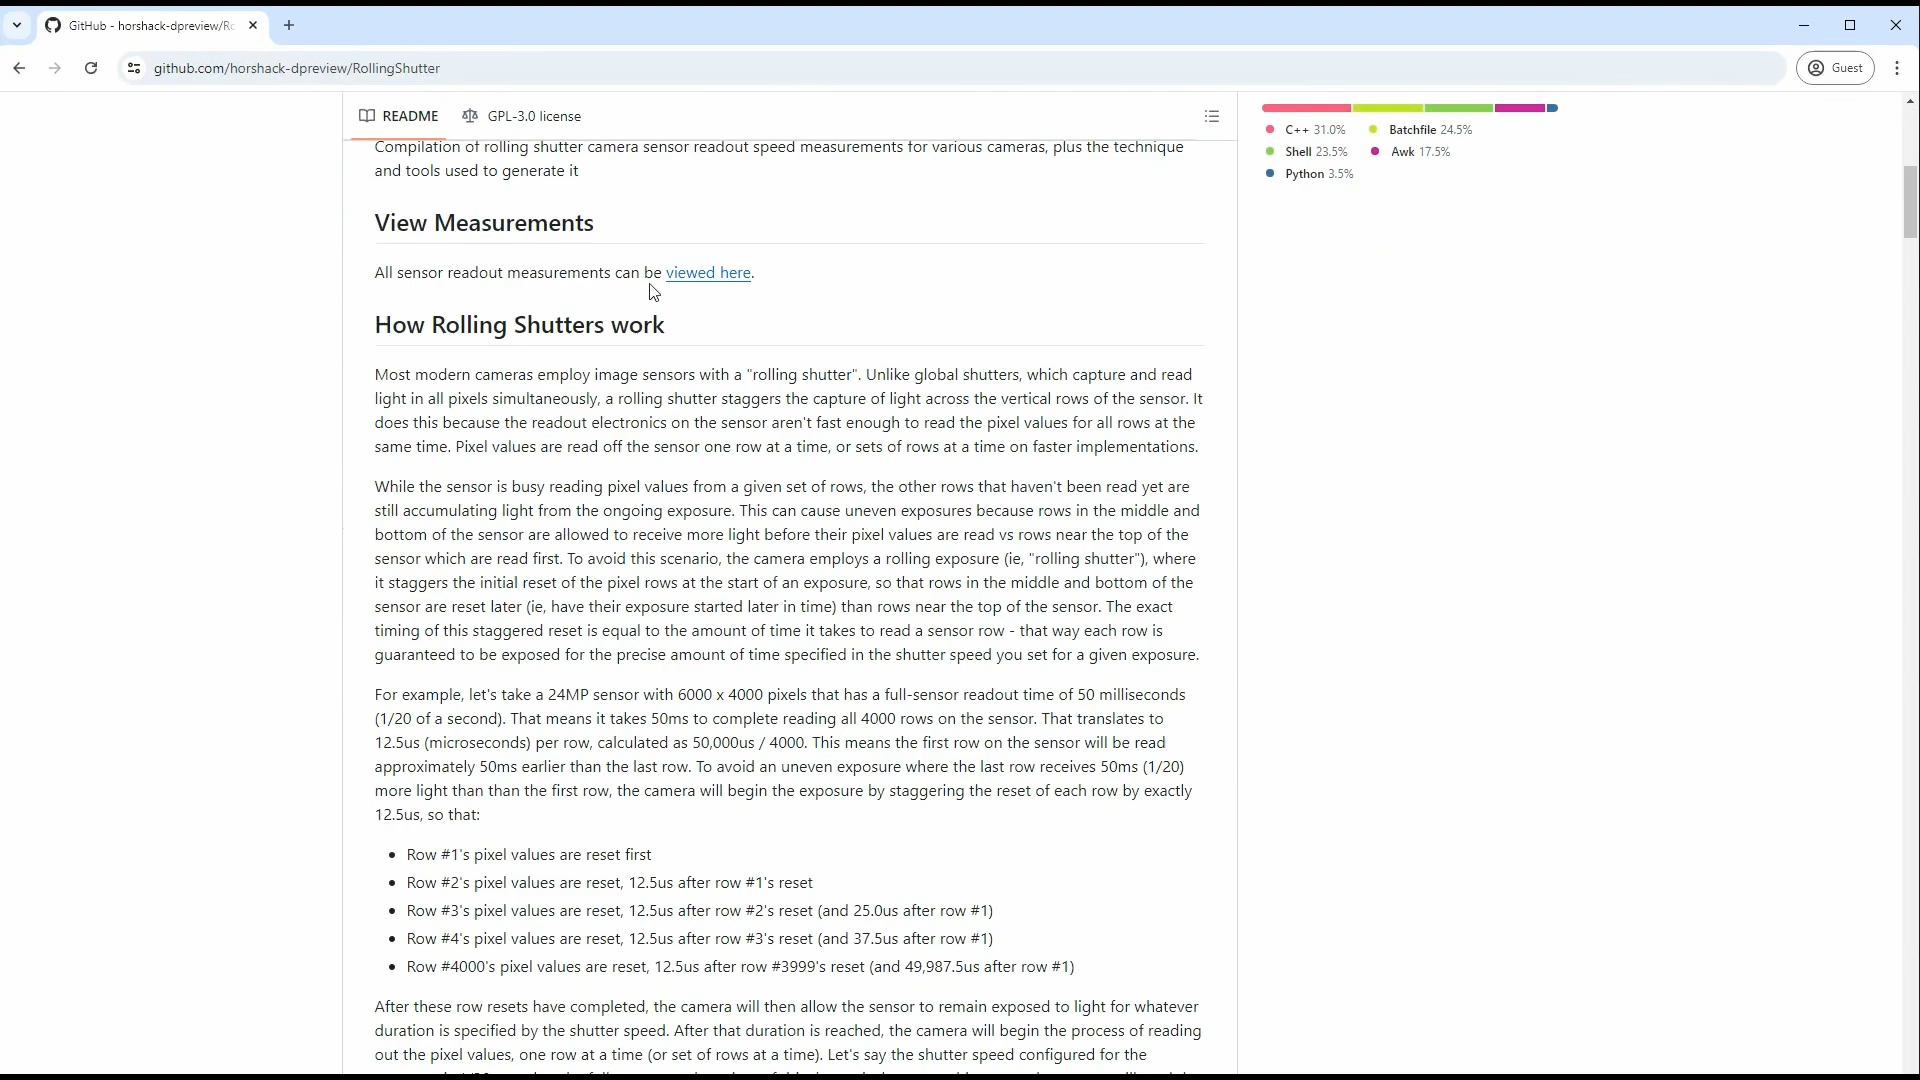 GitHub - horshack-dpreview/Ro
github.com/horshack-dpreview/RollingShutter
Guest
README
GPL-3.0 license
C++ 31.0%
Batchfile 24.5%
Shell 23.5%
Awk 17.5%
Python 3.5%
Compilation of rolling shutter camera sensor readout speed measurements for various cameras, plus the technique
and tools used to generate it
View Measurements
All sensor readout measurements can be viewed here.
How Rolling Shutters work
Most modern cameras employ image sensors with a "rolling shutter". Unlike global shutters, which capture and read
light in all pixels simultaneously, a rolling shutter staggers the capture of light across the vertical rows of the sensor. It
does this because the readout electronics on the sensor aren't fast enough to read the pixel values for all rows at the
same time. Pixel values are read off the sensor one row at a time, or sets of rows at a time on faster implementations.
While the sensor is busy reading pixel values from a given set of rows, the other rows that haven't been read yet are
still accumulating light from the ongoing exposure. This can cause uneven exposures because rows in the middle and
bottom of the sensor are allowed to receive more light before their pixel values are read vs rows near the top of the
sensor which are read first. To avoid this scenario, the camera employs a rolling exposure (ie, "rolling shutter"), where
it staggers the initial reset of the pixel rows at the start of an exposure, so that rows in the middle and bottom of the
sensor are reset later (ie, have their exposure started later in time) than rows near the top of the sensor. The exact
timing of this staggered reset is equal to the amount of time it takes to read a sensor row - that way each row is
guaranteed to be exposed for the precise amount of time specified in the shutter speed you set for a given exposure.
For example, let's take a 24MP sensor with 6000 x 4000 pixels that has a full-sensor readout time of 50 milliseconds
(1/20 of a second). That means it takes 50ms to complete reading all 4000 rows on the sensor. That translates to
12.5us (microseconds) per row, calculated as 50,000us / 4000. This means the first row on the sensor will be read
approximately 50ms earlier than the last row. To avoid an uneven exposure where the last row receives 50ms (1/20)
more light than than the first row, the camera will begin the exposure by staggering the reset of each row by exactly
12.5us, so that:
• Row #1's pixel values are reset first
• Row #2's pixel values are reset, 12.5us after row #1's reset
• Row #3's pixel values are reset, 12.5us after row #2's reset (and 25.0us after row #1)
• Row #4's pixel values are reset, 12.5us after row #3's reset (and 37.5us after row #1)
• Row #4000's pixel values are reset, 12.5us after row #3999's reset (and 49,987.5us after row #1)
After these row resets have completed, the camera will then allow the sensor to remain exposed to light for whatever
duration is specified by the shutter speed. After that duration is reached, the camera will begin the process of reading
out the pixel values, one row at a time (or set of rows at a time). Let's say the shutter speed configured for the